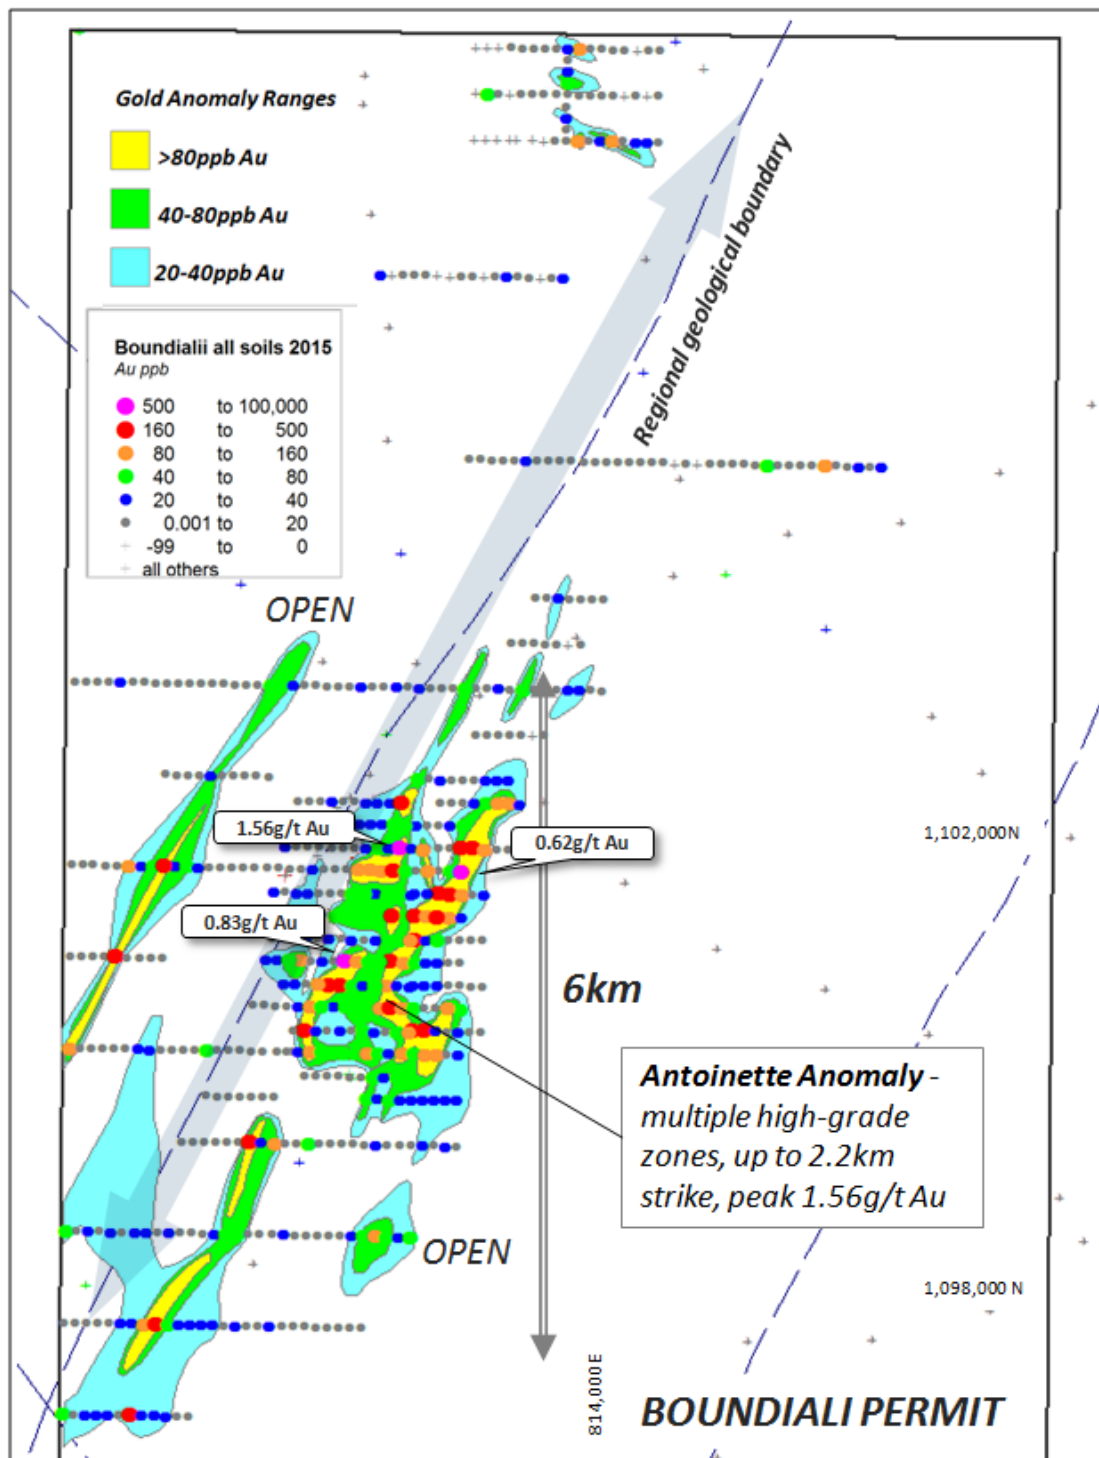 Gold Anomaly Ranges
>80ppb Au
40-80ppb Au
20-40ppb Au
Boundialii all soils 2015
Au ppb
500 to 100,000
160 to 500
80 to 160
40 to 80
20 to 40
0.001 to 20
-99 to 0
all others
Regional geological boundary
OPEN
1.56g/t Au
0.62g/t Au
1,102,000N
0.83g/t Au
6km
Antoinette Anomaly -
multiple high-grade
zones, up to 2.2km
strike, peak 1.56g/t Au
OPEN
1,098,000 N
814,000E
BOUNDIALI PERMIT